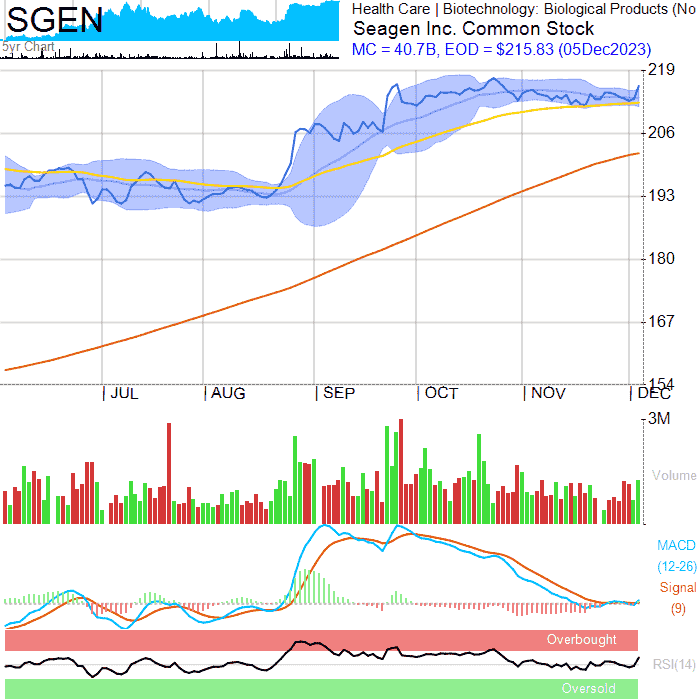 SGEN
5yr Chart
Health Care | Biotechnology: Biological Products (No
Seagen Inc. Common Stock
MC = 40.7B, EOD = $215.83 (05Dec2023)
219
206
193
180
167
154
| JUL | AUG | SEP | OCT | NOV | DEC
3M
Volume
MACD
(12-26)
Signal
(9)
Overbought
RSI(14)
Oversold